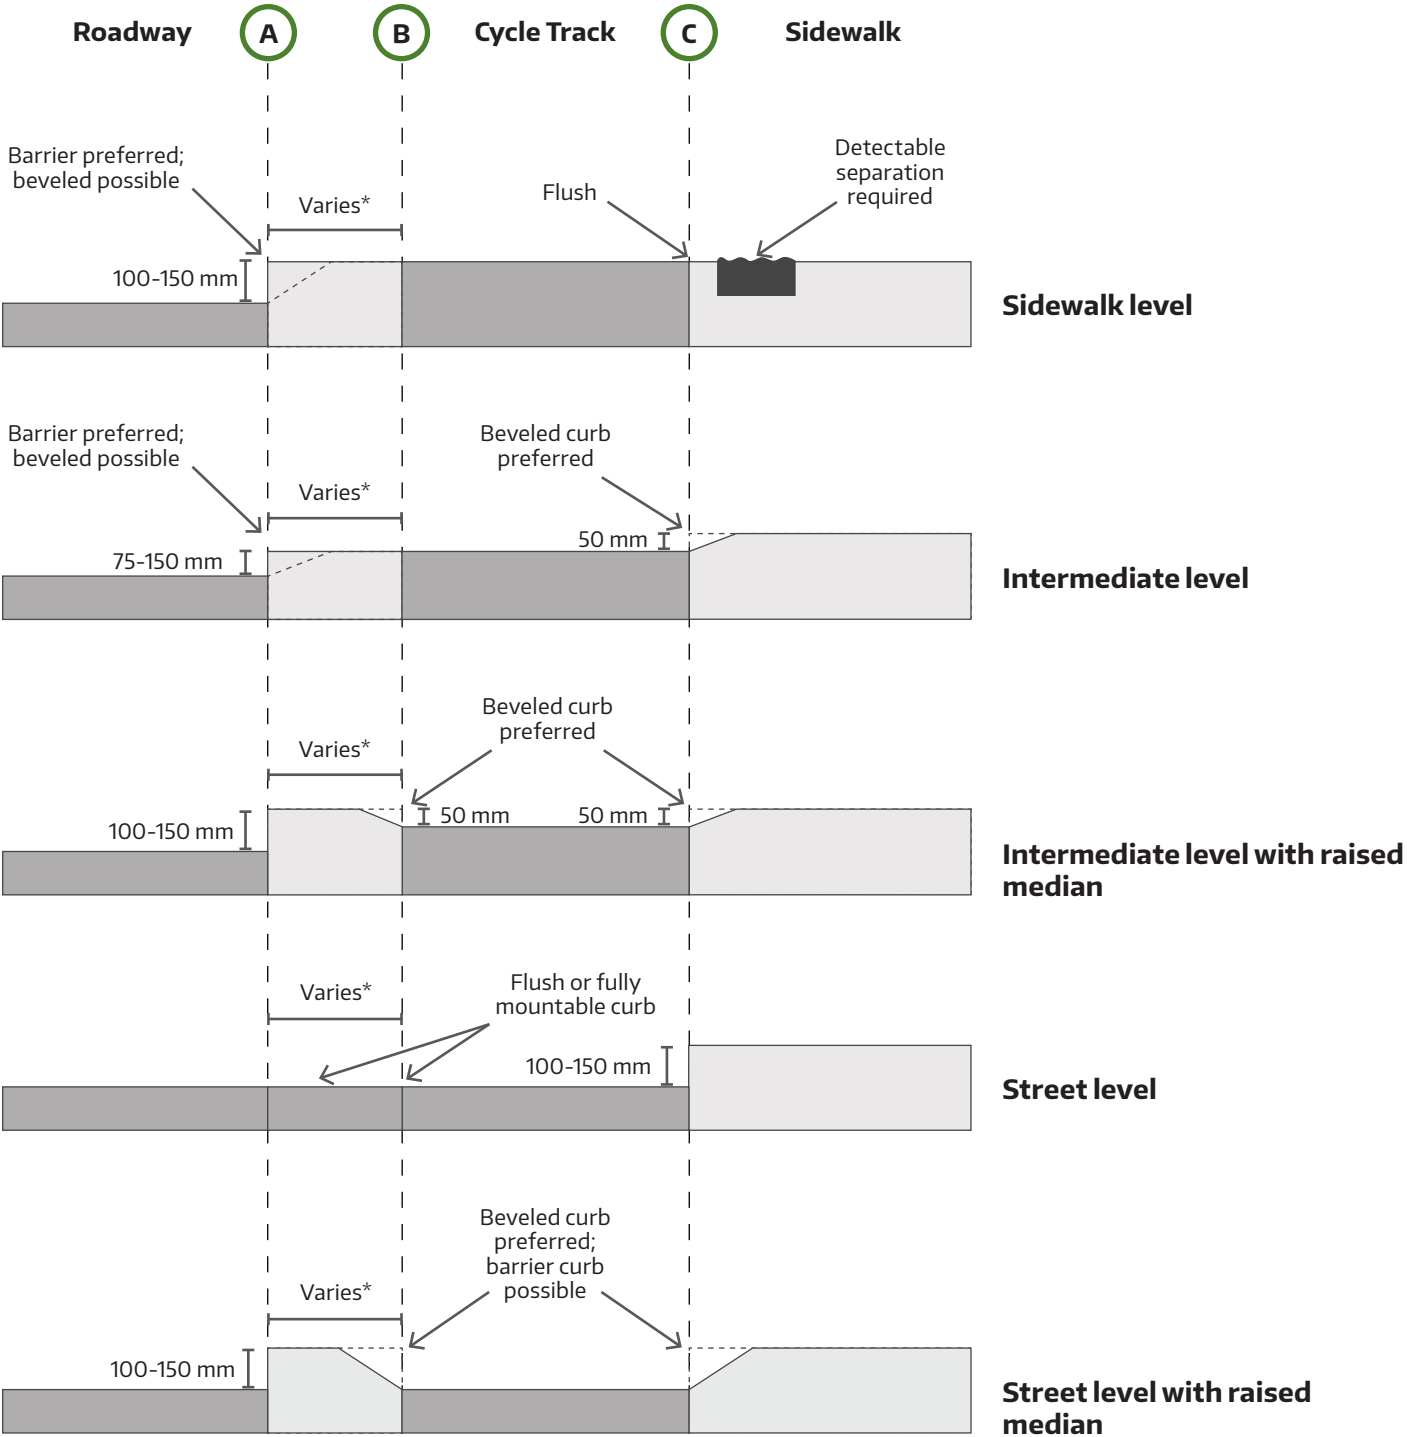 Roadway
A
B
Cycle Track
C
Sidewalk
Barrier preferred;
beveled possible
Varies*
Flush
Detectable
separation
required
100-150 mm
Sidewalk level
Barrier preferred;
beveled possible
Varies*
Beveled curb
preferred
75-150 mm
50 mm
Intermediate level
Varies*
Beveled curb
preferred
100-150 mm
50 mm
50 mm
Intermediate level with raised
median
Varies*
Flush or fully
mountable curb
100-150 mm
Street level
Varies*
Beveled curb
preferred;
barrier curb
possible
100-150 mm
Street level with raised
median